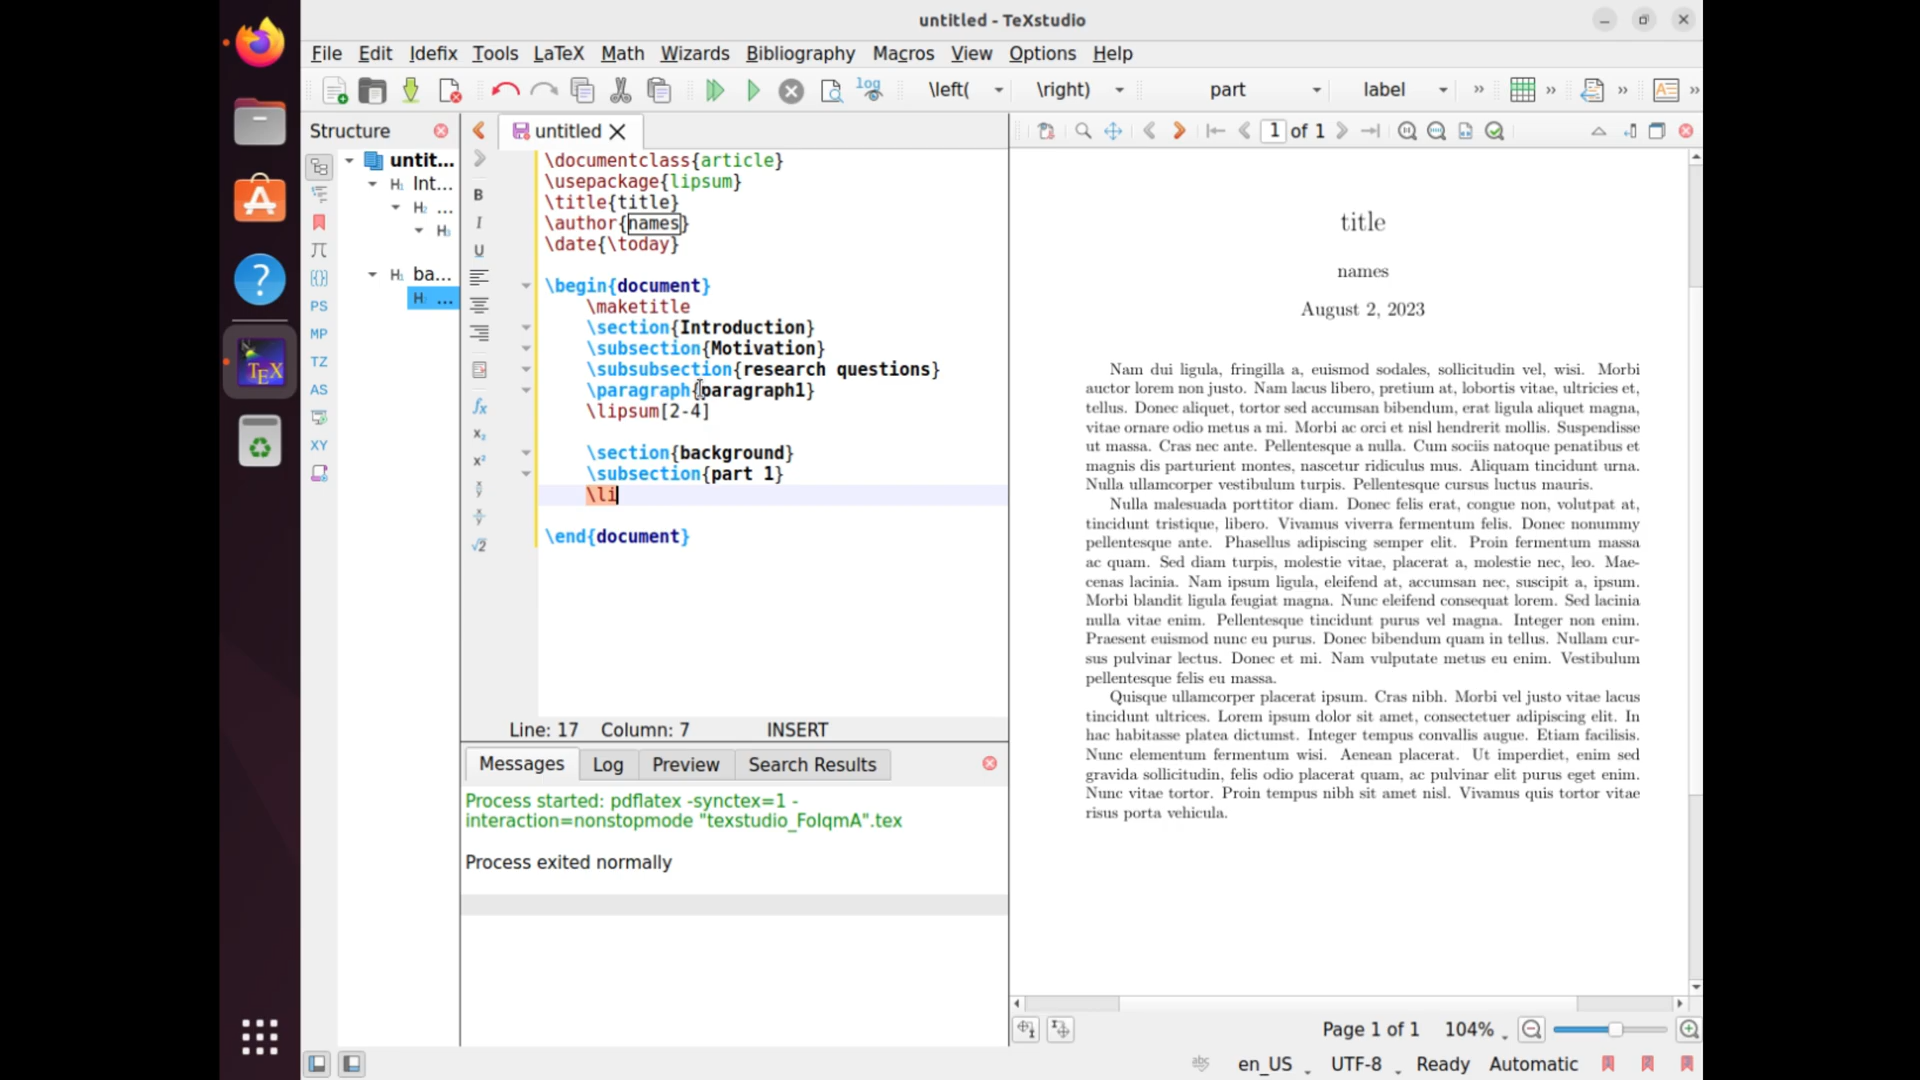 untitled - TeXstudio
File Edit Idefix Tools LaTeX Math Wizards Bibliography Macros View Options Help
log \left( \right) part label
Structure
untitled
1 of 1
untit...
H1 Int...
H2 ...
H3
H1 ba...
H2 ...
PS
MP
TZ
AS
XY
\documentclass{article}
\usepackage{lipsum}
\title{title}
\author{names}
\date{\today}
\begin{document}
\maketitle
\section{Introduction}
\subsection{Motivation}
\subsubsection{research questions}
\paragraph{paragraph1}
\lipsum[2-4]
\section{background}
\subsection{part 1}
\li
\end{document}
Line: 17 Column: 7 INSERT
Messages Log Preview Search Results
Process started: pdflatex -synctex=1 -
interaction=nonstopmode "texstudio_FolqmA".tex
Process exited normally
title
names
August 2, 2023
Nam dui ligula, fringilla a, euismod sodales, sollicitudin vel, wisi. Morbi
auctor lorem non justo. Nam lacus libero, pretium at, lobortis vitae, ultricies et,
tellus. Donec aliquet, tortor sed accumsan bibendum, erat ligula aliquet magna,
vitae ornare odio metus a mi. Morbi ac orci et nisl hendrerit mollis. Suspendisse
ut massa. Cras nec ante. Pellentesque a nulla. Cum sociis natoque penatibus et
magnis dis parturient montes, nascetur ridiculus mus. Aliquam tincidunt urna.
Nulla ullamcorper vestibulum turpis. Pellentesque cursus luctus mauris.
Nulla malesuada porttitor diam. Donec felis erat, congue non, volutpat at,
tincidunt tristique, libero. Vivamus viverra fermentum felis. Donec nonummy
pellentesque ante. Phasellus adipiscing semper elit. Proin fermentum massa
ac quam. Sed diam turpis, molestie vitae, placerat a, molestie nec, leo. Mae-
cenas lacinia. Nam ipsum ligula, eleifend at, accumsan nec, suscipit a, ipsum.
Morbi blandit ligula feugiat magna. Nunc eleifend consequat lorem. Sed lacinia
nulla vitae enim. Pellentesque tincidunt purus vel magna. Integer non enim.
Praesent euismod nunc eu purus. Donec bibendum quam in tellus. Nullam cur-
sus pulvinar lectus. Donec et mi. Nam vulputate metus eu enim. Vestibulum
pellentesque felis eu massa.
Quisque ullamcorper placerat ipsum. Cras nibh. Morbi vel justo vitae lacus
tincidunt ultrices. Lorem ipsum dolor sit amet, consectetuer adipiscing elit. In
hac habitasse platea dictumst. Integer tempus convallis augue. Etiam facilisis.
Nunc elementum fermentum wisi. Aenean placerat. Ut imperdiet, enim sed
gravida sollicitudin, felis odio placerat quam, ac pulvinar elit purus eget enim.
Nunc vitae tortor. Proin tempus nibh sit amet nisl. Vivamus quis tortor vitae
risus porta vehicula.
Page 1 of 1 104%
en_US UTF-8 Ready Automatic